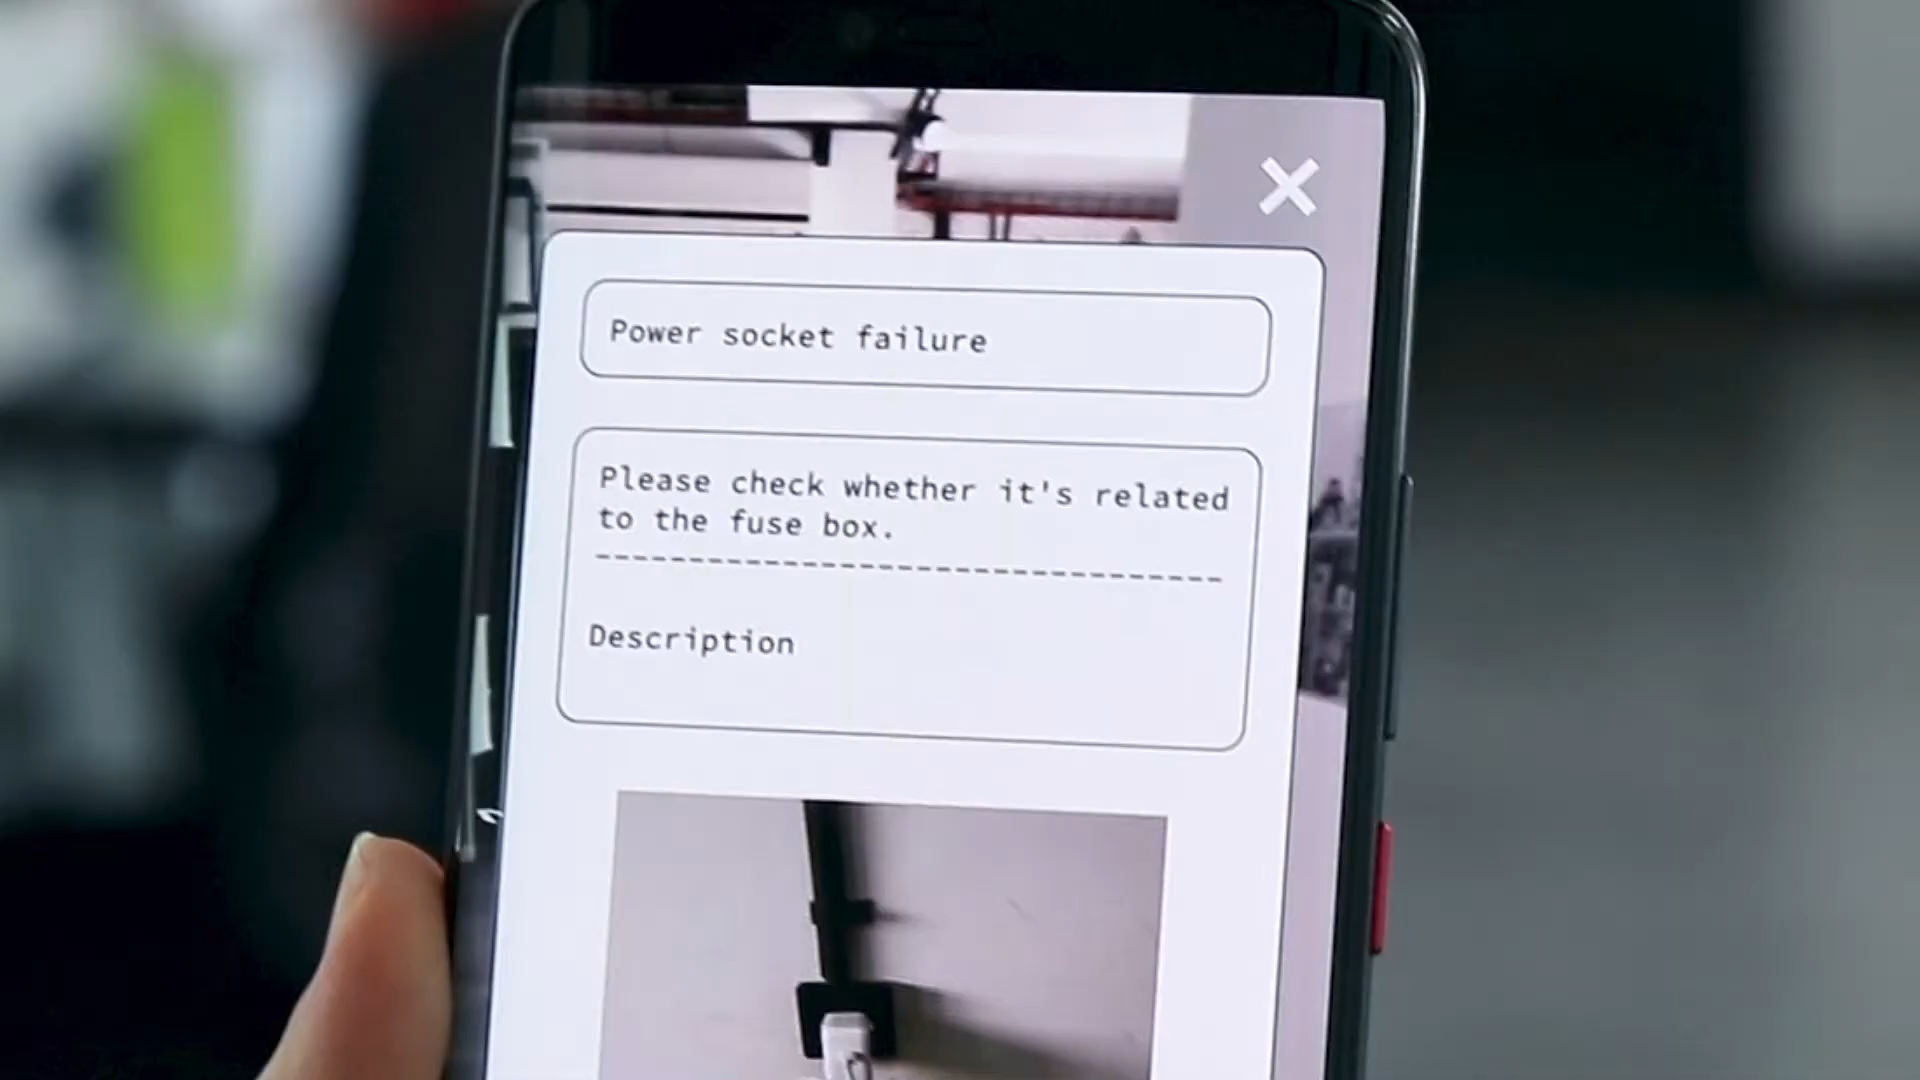 Power socket failure
Please check whether it's related
to the fuse box.
----------------------------------
Description